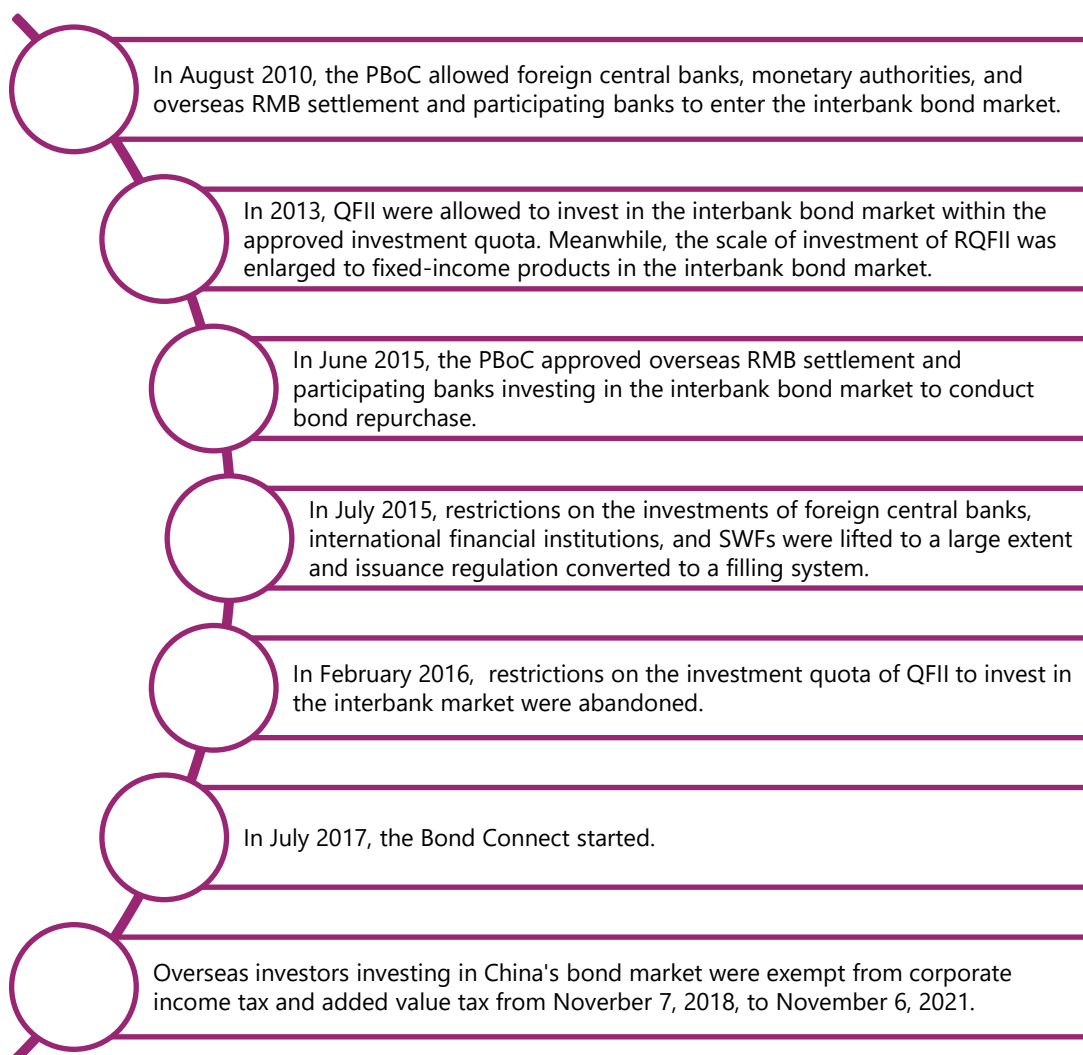 In August 2010, the PBoC allowed foreign central banks, monetary authorities, and
overseas RMB settlement and participating banks to enter the interbank bond market.
In 2013, QFII were allowed to invest in the interbank bond market within the
approved investment quota. Meanwhile, the scale of investment of RQFII was
enlarged to fixed-income products in the interbank bond market.
In June 2015, the PBoC approved overseas RMB settlement and
participating banks investing in the interbank bond market to conduct
bond repurchase.
In July 2015, restrictions on the investments of foreign central banks,
international financial institutions, and SWFs were lifted to a large extent
and issuance regulation converted to a filling system.
In February 2016,  restrictions on the investment quota of QFII to invest in
the interbank market were abandoned.
In July 2017, the Bond Connect started.
Overseas investors investing in China's bond market were exempt from corporate
income tax and added value tax from Noverber 7, 2018, to November 6, 2021.